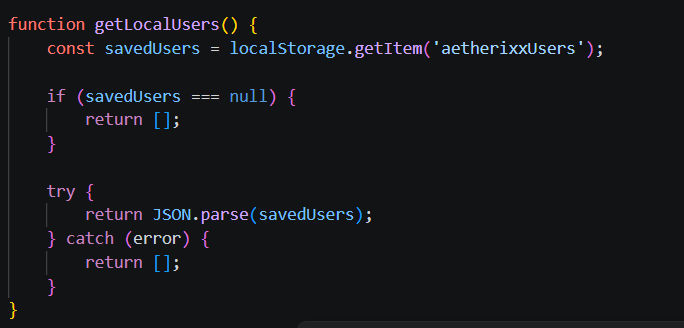 function getLocalUsers() {
    const savedUsers = localStorage.getItem('aetherixxUsers');

    if (savedUsers === null) {
        return [];
    }

    try {
        return JSON.parse(savedUsers);
    } catch (error) {
        return [];
    }
}